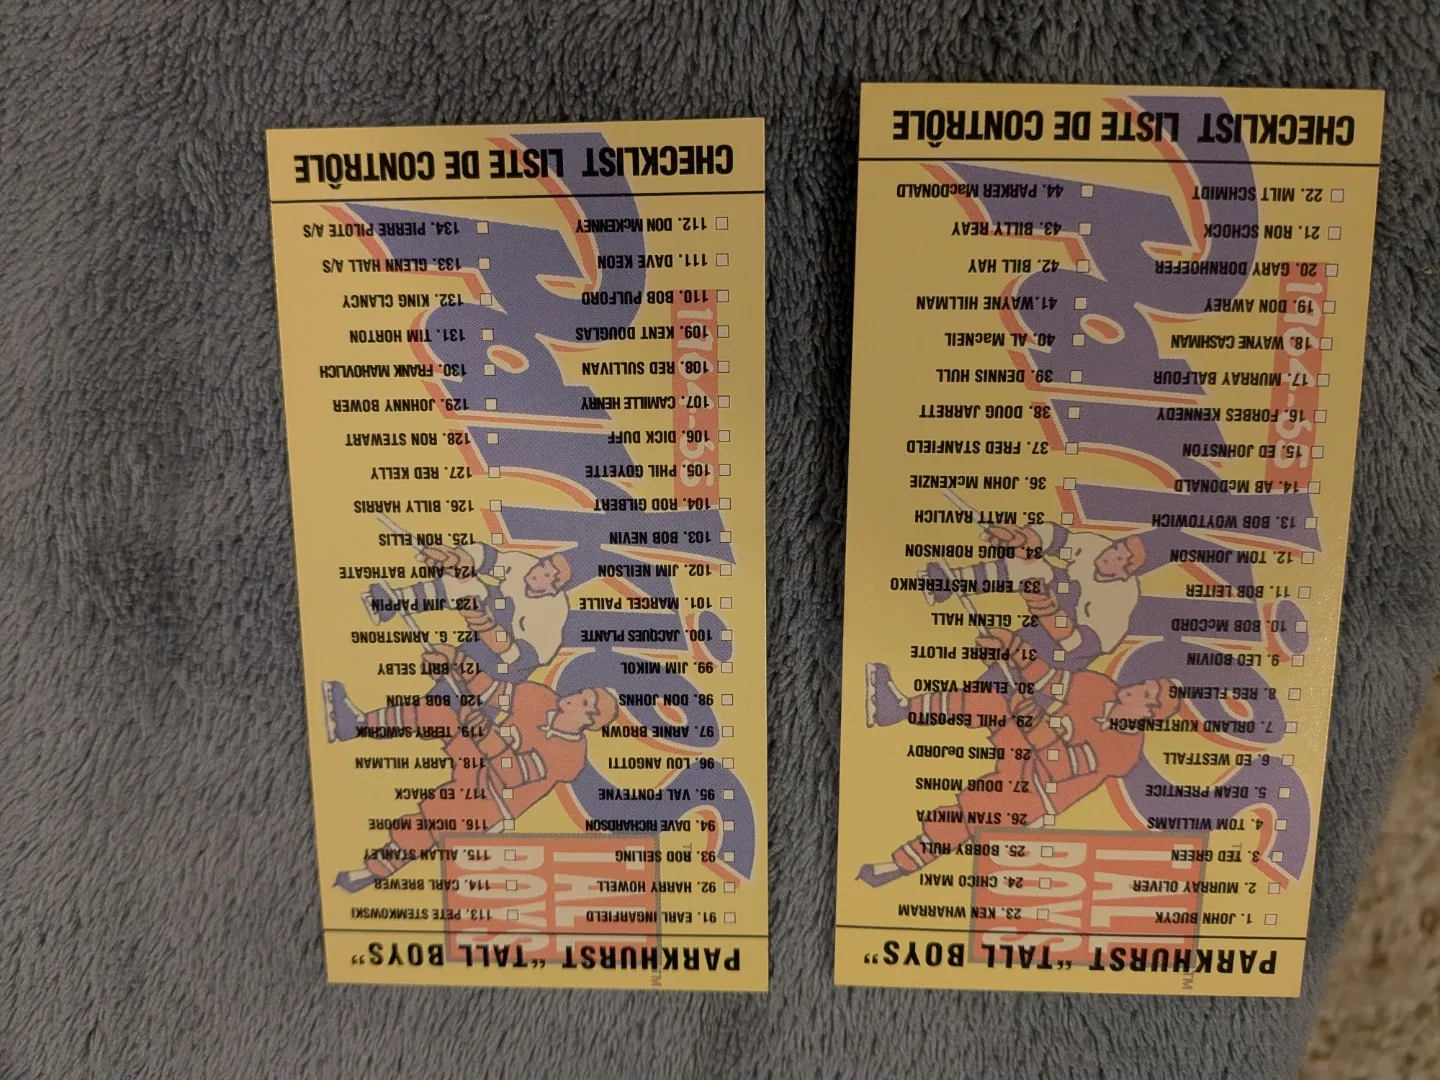 PARKHURST "TALL BOYS"
1. JOHN BUCYK
2. MURRAY OLIVER
3. TED GREEN
4. TOM WILLIAMS
5. DEAN PRENTICE
6. ED WESTFALL
7. ORLAND KURTENBACH
8. REG FLEMING
9. LEO BOIVIN
10. BOB McCORD
11. BOB LEITER
12. TOM JOHNSON
13. BOB WOYTOWICH
14. AB McDONALD
15. ED JOHNSTON
16. FORBES KENNEDY
17. MURRAY BALFOUR
18. WAYNE CASHMAN
19. DON AWREY
20. GARY DORNHOEFER
21. RON SCHOCK
22. MILT SCHMIDT
23. KEN WHARRAM
24. CHICO MAKI
25. BOBBY HULL
26. STAN MIKITA
27. DOUG MOHNS
28. DENIS DeJORDY
29. PHIL ESPOSITO
30. ELMER VASKO
31. PIERRE PILOTE
32. GLENN HALL
33. ERIC NESTERENKO
34. DOUG ROBINSON
35. MATT RAVLICH
36. JOHN McKENZIE
37. FRED STANFIELD
38. DOUG JARRETT
39. DENNIS HULL
40. AL MacNEIL
41. WAYNE HILLMAN
42. BILL HAY
43. BILLY REAY
44. PARKER MacDONALD
CHECKLIST LISTE DE CONTRÔLE
Parkhurst
1964-65
TALL
BOYS
TM
PARKHURST "TALL BOYS"
91. EARL INGARFIELD
92. HARRY HOWELL
93. ROD SEILING
94. DAVE RICHARDSON
95. VAL FONTEYNE
96. LOU ANGOTTI
97. ARNIE BROWN
98. DON JOHNS
99. JIM MIKOL
100. JACQUES PLANTE
101. MARCEL PAILLE
102. JIM NEILSON
103. BOB NEVIN
104. ROD GILBERT
105. PHIL GOYETTE
106. DICK DUFF
107. CAMILLE HENRY
108. RED SULLIVAN
109. KENT DOUGLAS
110. BOB PULFORD
111. DAVE KEON
112. DON McKENNEY
113. PETE STEMKOWSKI
114. CARL BREWER
115. ALLAN STANLEY
116. DICKIE MOORE
117. ED SHACK
118. LARRY HILLMAN
119. TERRY SAWCHUK
120. BOB BAUN
121. BRIT SELBY
122. G. ARMSTRONG
123. JIM PAPPIN
124. ANDY BATHGATE
125. RON ELLIS
126. BILLY HARRIS
127. RED KELLY
128. RON STEWART
129. JOHNNY BOWER
130. FRANK MAHOVLICH
131. TIM HORTON
132. KING CLANCY
133. GLENN HALL A/S
134. PIERRE PILOTE A/S
CHECKLIST LISTE DE CONTRÔLE
Parkhurst
1964-65
TALL
BOYS
TM